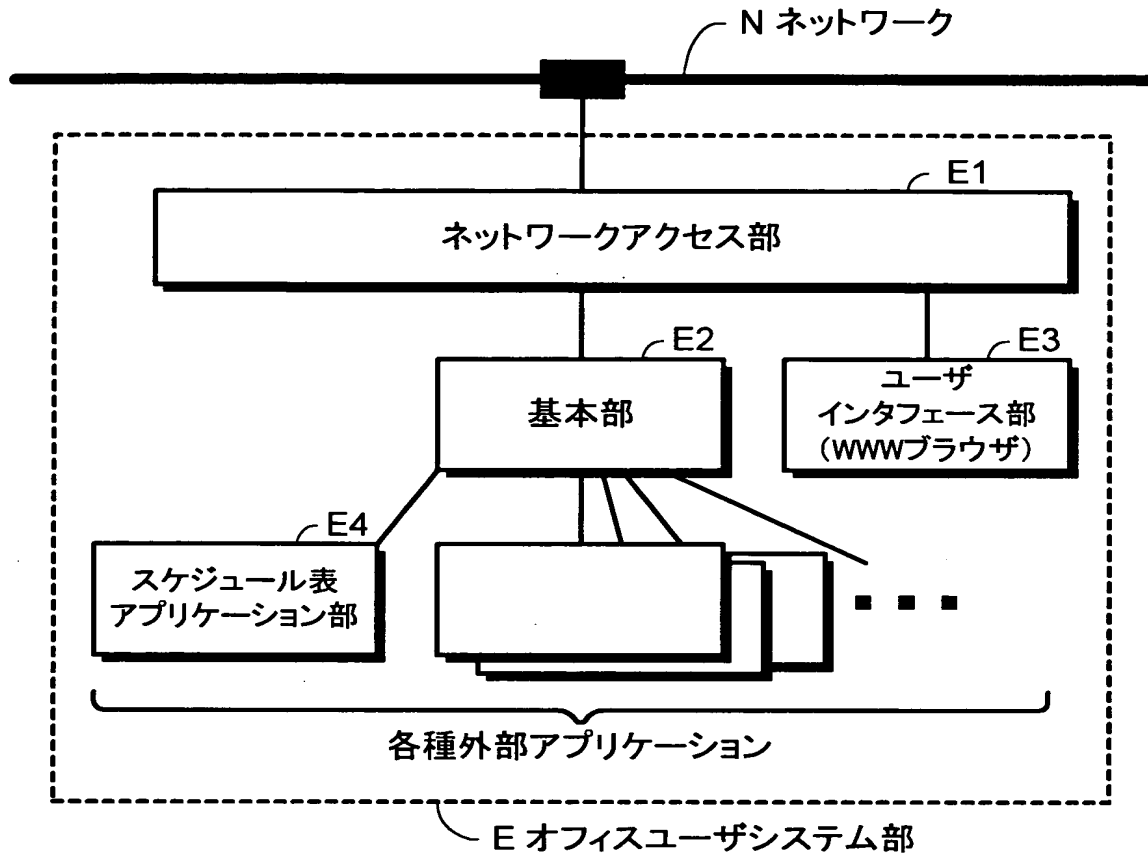 N ネットワーク
E1
ネットワークアクセス部
E2
基本部
E3
ユーザ
インタフェース部
(WWWブラウザ)
E4
スケジュール表
アプリケーション部
各種外部アプリケーション
E オフィスユーザシステム部